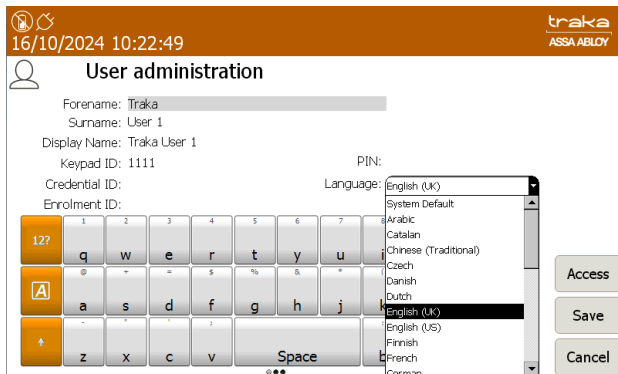 traka
16/10/2024 10:22:49
ASSA ABLOY
User administration
Forename: Traka
Surname: User 1
Display Name: Traka User 1
Keypad ID: 1111
PIN:
Credential ID:
Language: English (UK)
Enrolment ID:
System Default
Arabic
Catalan
Chinese (Traditional)
Czech
Danish
Dutch
English (UK)
English (US)
Finnish
French
German
12?
1 2 3 4 5 6 7 8
q w e r t y u i
@ + = $ % & * (
A
a s d f g h j k
- " ' ;
z x c v Space b
Access
Save
Cancel